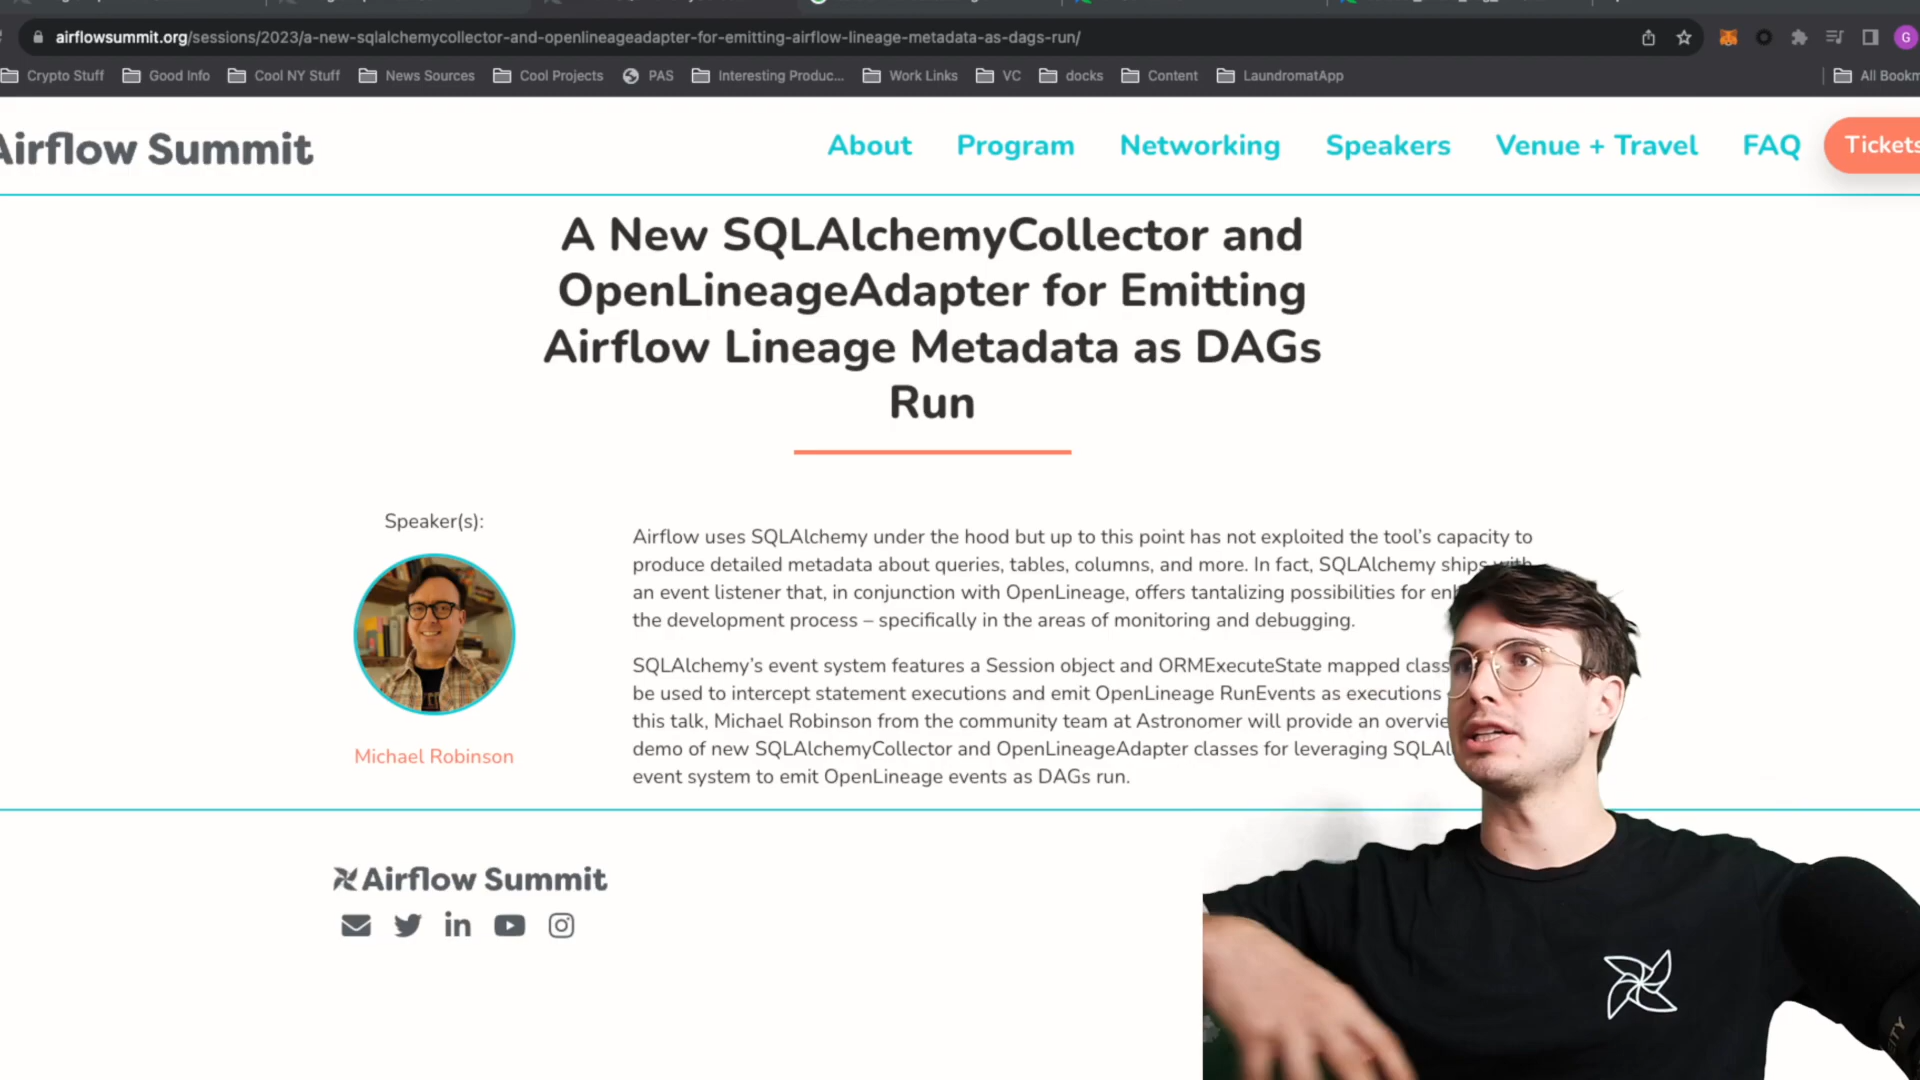 airflowsummit.org/sessions/2023/a-new-sqlalchemycollector-and-openlineageadapter-for-emitting-airflow-lineage-metadata-as-dags-run/
G
Crypto Stuff Good Info Cool NY Stuff News Sources Cool Projects PAS Interesting Produc... Work Links VC docks Content LaundromatApp All Bookm
Airflow Summit About Program Networking Speakers Venue + Travel FAQ Tickets
A New SQLAlchemyCollector and
OpenLineageAdapter for Emitting
Airflow Lineage Metadata as DAGs
Run
Speaker(s):
Michael Robinson
Airflow uses SQLAlchemy under the hood but up to this point has not exploited the tool's capacity to
produce detailed metadata about queries, tables, columns, and more. In fact, SQLAlchemy ships with
an event listener that, in conjunction with OpenLineage, offers tantalizing possibilities for
the development process – specifically in the areas of monitoring and debugging.
SQLAlchemy's event system features a Session object and ORMExecuteState mapped
be used to intercept statement executions and emit OpenLineage RunEvents as executions
this talk, Michael Robinson from the community team at Astronomer will provide an
demo of new SQLAlchemyCollector and OpenLineageAdapter classes for leveraging
event system to emit OpenLineage events as DAGs run.
Airflow Summit